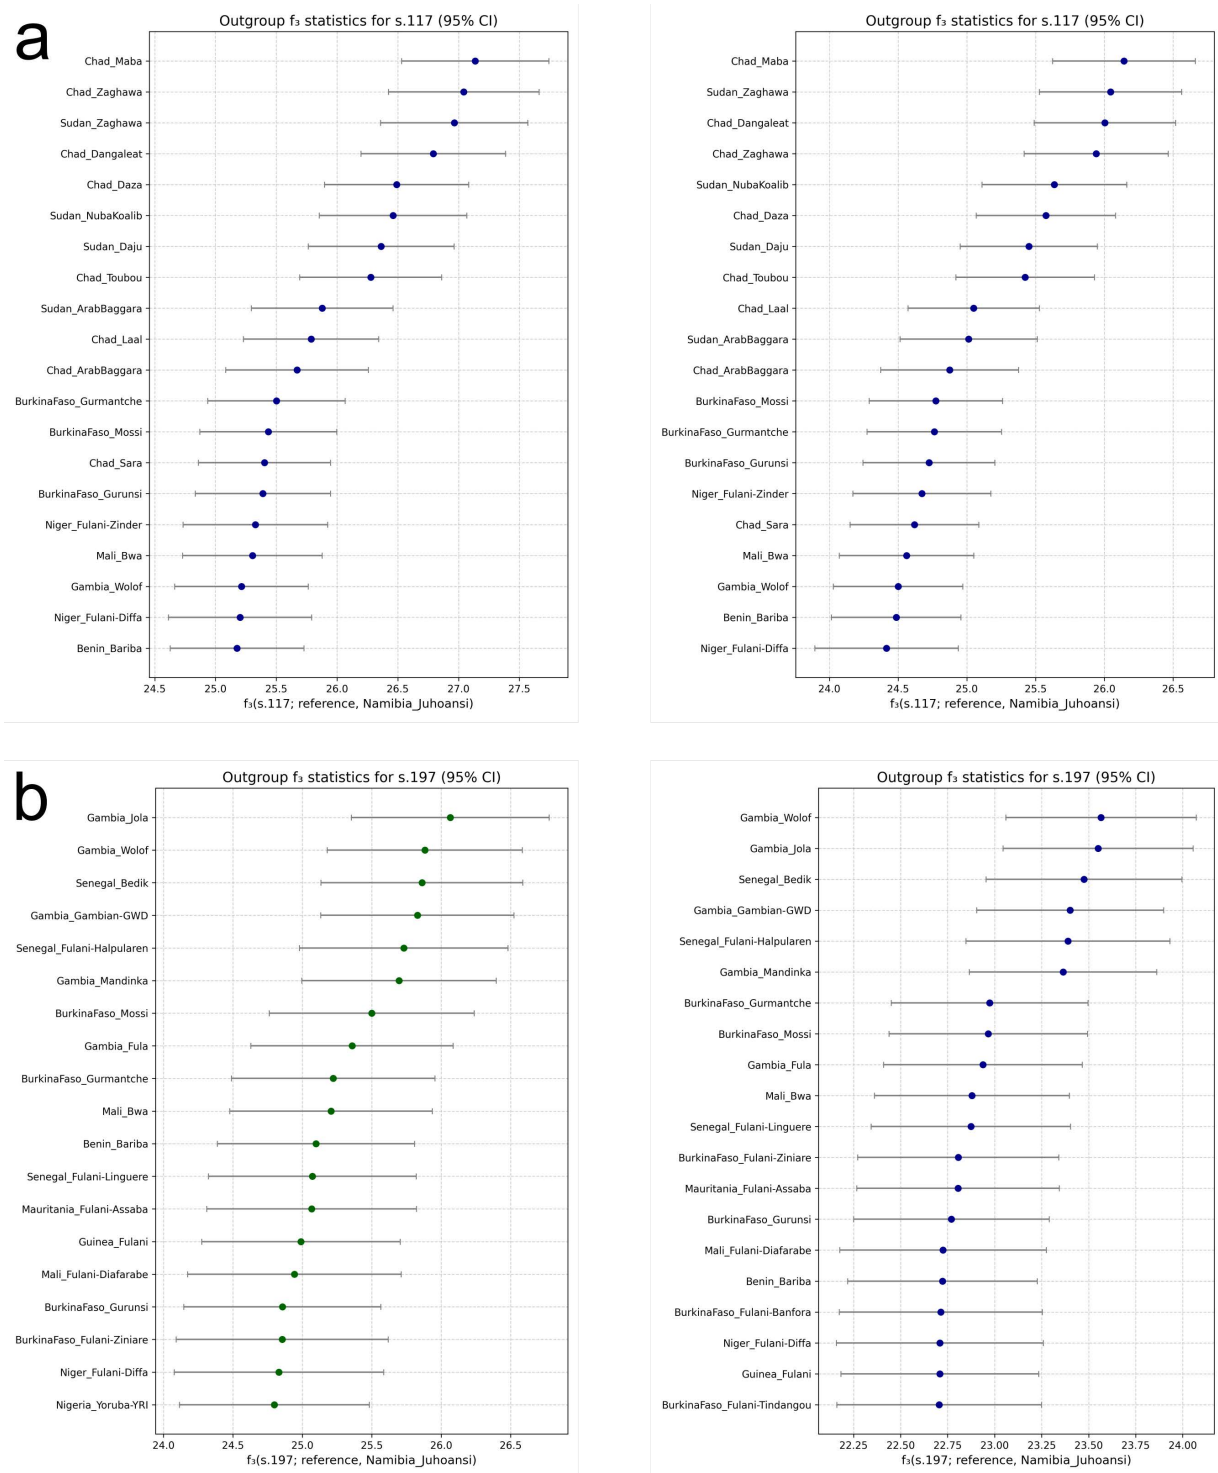 a
Outgroup f₃ statistics for s.117 (95% CI)
Chad_Maba
Chad_Zaghawa
Sudan_Zaghawa
Chad_Dangaleat
Chad_Daza
Sudan_NubaKoalib
Sudan_Daju
Chad_Toubou
Sudan_ArabBaggara
Chad_Laal
Chad_ArabBaggara
BurkinaFaso_Gurmantche
BurkinaFaso_Mossi
Chad_Sara
BurkinaFaso_Gurunsi
Niger_Fulani-Zinder
Mali_Bwa
Gambia_Wolof
Niger_Fulani-Diffa
Benin_Bariba
24.5 25.0 25.5 26.0 26.5 27.0 27.5
f₃(s.117; reference, Namibia_Juhoansi)
Outgroup f₃ statistics for s.117 (95% CI)
Chad_Maba
Sudan_Zaghawa
Chad_Dangaleat
Chad_Zaghawa
Sudan_NubaKoalib
Chad_Daza
Sudan_Daju
Chad_Toubou
Chad_Laal
Sudan_ArabBaggara
Chad_ArabBaggara
BurkinaFaso_Mossi
BurkinaFaso_Gurmantche
BurkinaFaso_Gurunsi
Niger_Fulani-Zinder
Chad_Sara
Mali_Bwa
Gambia_Wolof
Benin_Bariba
Niger_Fulani-Diffa
24.0 24.5 25.0 25.5 26.0 26.5
f₃(s.117; reference, Namibia_Juhoansi)
b
Outgroup f₃ statistics for s.197 (95% CI)
Gambia_Jola
Gambia_Wolof
Senegal_Bedik
Gambia_Gambian-GWD
Senegal_Fulani-Halpularen
Gambia_Mandinka
BurkinaFaso_Mossi
Gambia_Fula
BurkinaFaso_Gurmantche
Mali_Bwa
Benin_Bariba
Senegal_Fulani-Linguere
Mauritania_Fulani-Assaba
Guinea_Fulani
Mali_Fulani-Diafarabe
BurkinaFaso_Gurunsi
BurkinaFaso_Fulani-Ziniare
Niger_Fulani-Diffa
Nigeria_Yoruba-YRI
24.0 24.5 25.0 25.5 26.0 26.5
f₃(s.197; reference, Namibia_Juhoansi)
Outgroup f₃ statistics for s.197 (95% CI)
Gambia_Wolof
Gambia_Jola
Senegal_Bedik
Gambia_Gambian-GWD
Senegal_Fulani-Halpularen
Gambia_Mandinka
BurkinaFaso_Gurmantche
BurkinaFaso_Mossi
Gambia_Fula
Mali_Bwa
Senegal_Fulani-Linguere
BurkinaFaso_Fulani-Ziniare
Mauritania_Fulani-Assaba
BurkinaFaso_Gurunsi
Mali_Fulani-Diafarabe
Benin_Bariba
BurkinaFaso_Fulani-Banfora
Niger_Fulani-Diffa
Guinea_Fulani
BurkinaFaso_Fulani-Tindangou
22.25 22.50 22.75 23.00 23.25 23.50 23.75 24.00
f₃(s.197; reference, Namibia_Juhoansi)